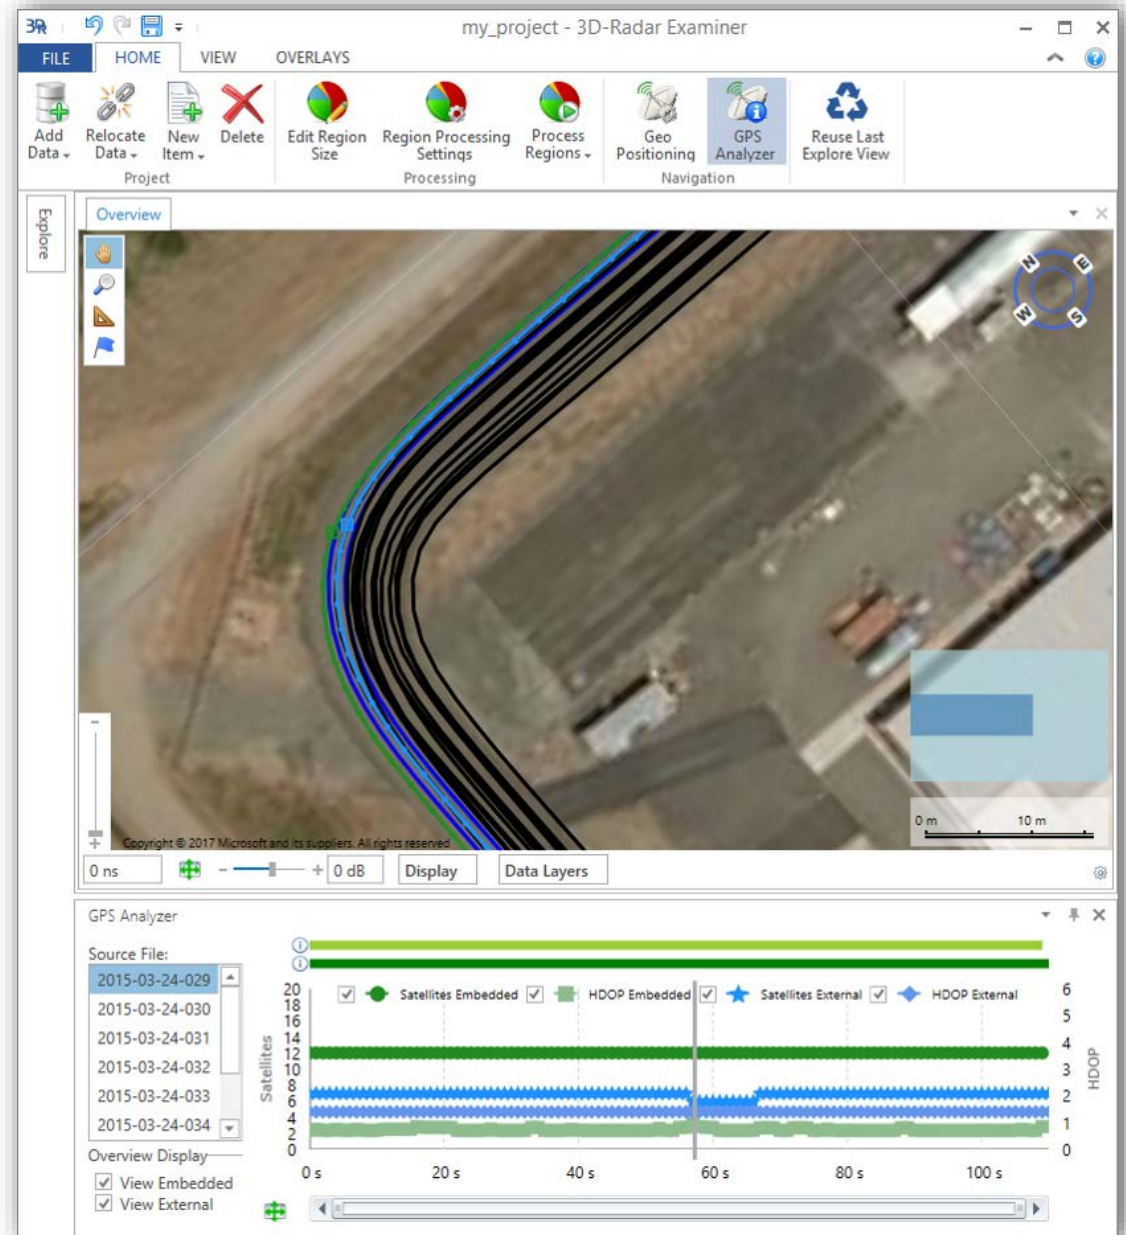 3R
my_project - 3D-Radar Examiner
FILE HOME VIEW OVERLAYS
Add Data
Relocate Data
New Item
Delete
Edit Region Size
Region Processing Settings
Process Regions
Geo Positioning
GPS Analyzer
Reuse Last Explore View
Project Processing Navigation
Explore
Overview
N E
W S
0 m 10 m
Copyright © 2017 Microsoft and its suppliers. All rights reserved
0 ns - + 0 dB Display Data Layers
GPS Analyzer
Source File:
2015-03-24-029
2015-03-24-030
2015-03-24-031
2015-03-24-032
2015-03-24-033
2015-03-24-034
Overview Display
View Embedded
View External
Satellites Embedded HDOP Embedded Satellites External HDOP External
Satellites
20
18
16
14
12
10
8
6
4
2
0
HDOP
6
5
4
3
2
1
0
0 s 20 s 40 s 60 s 80 s 100 s